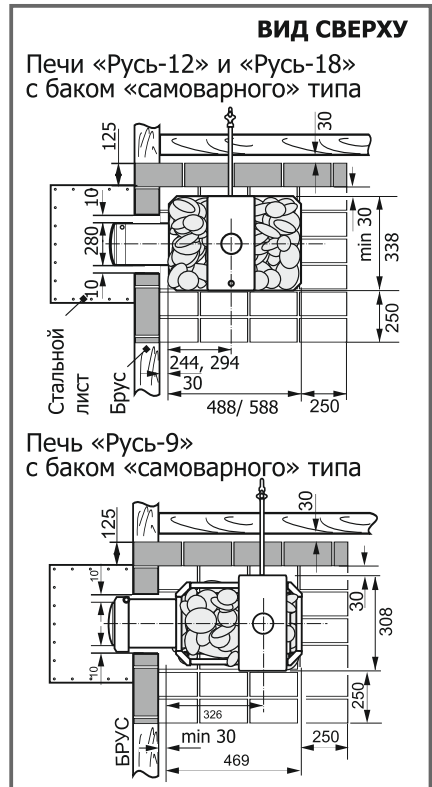 ВИД СВЕРХУ
Печи «Русь-12» и «Русь-18»
с баком «самоварного» типа
125
30
10
280
10
min 30
338
250
Стальной
лист
Брус
244, 294
30
488/ 588
250
Печь «Русь-9»
с баком «самоварного» типа
125
30
10
10
30
308
250
326
БРУС
min 30
250
469